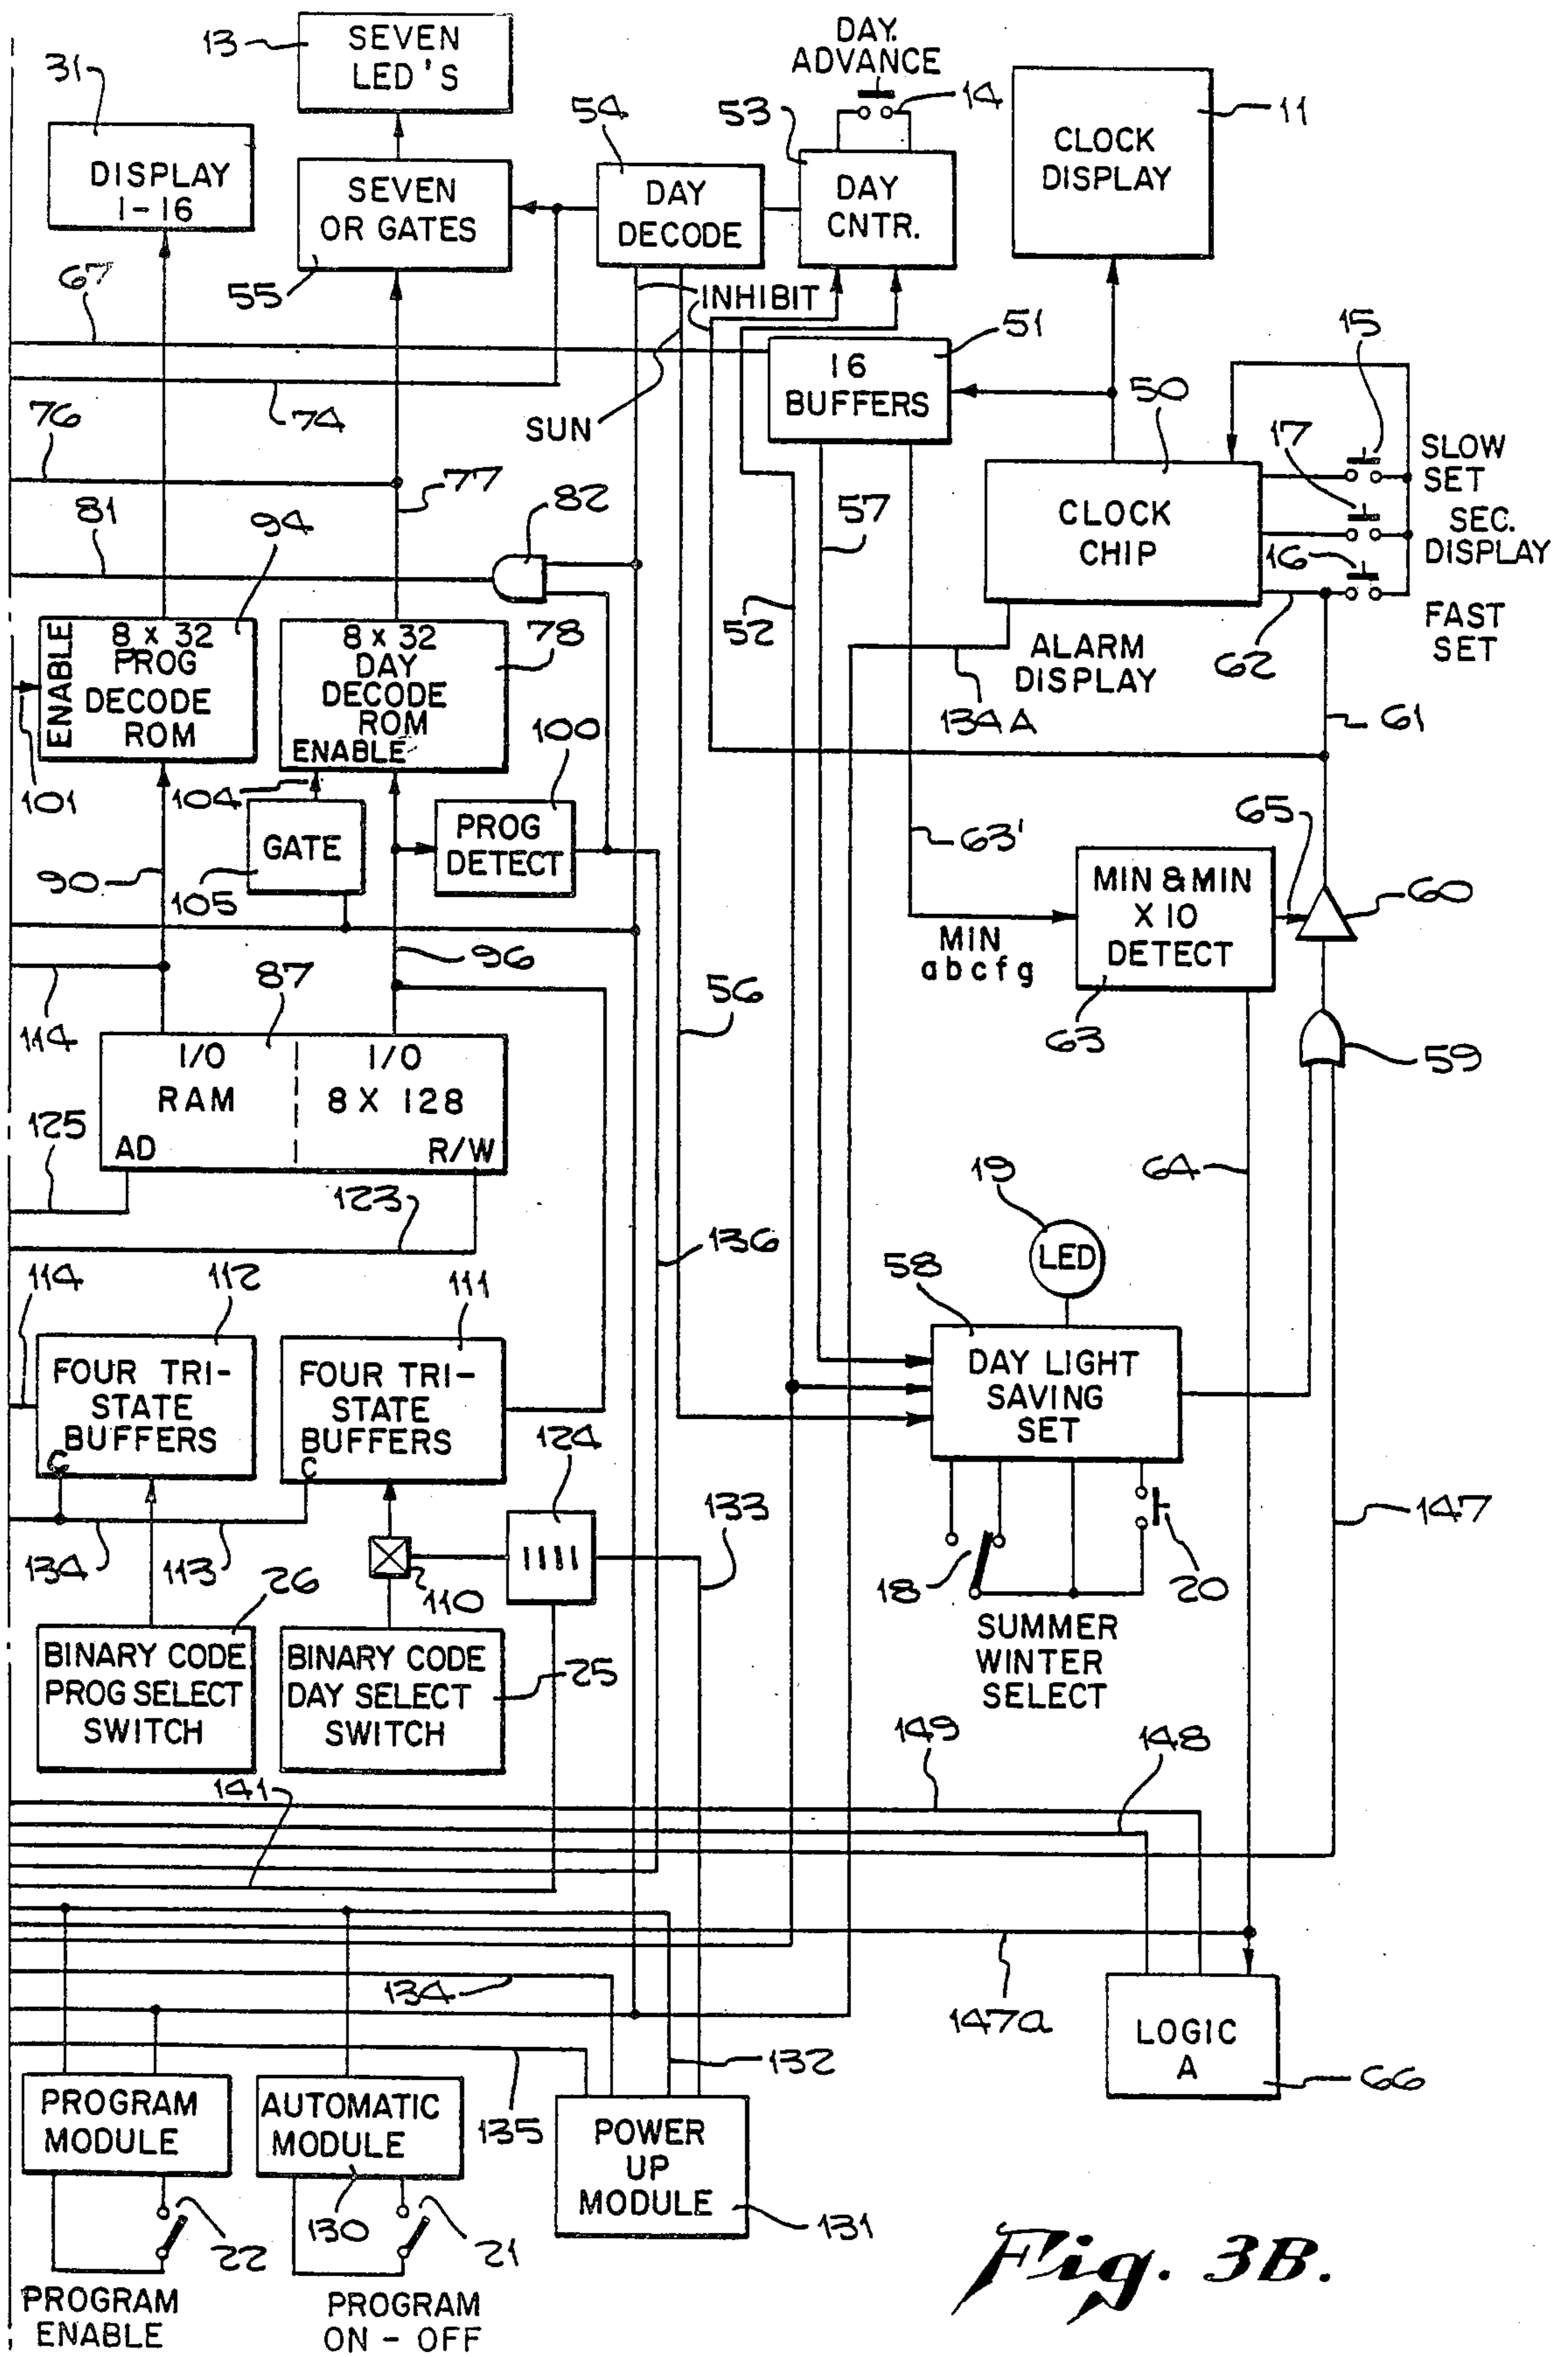 DAY.
ADVANCE
13
SEVEN
LED'S
31
DISPLAY
1-16
54
53
14
11
CLOCK
DISPLAY
SEVEN
OR GATES
55
DAY
DECODE
DAY
CNTR.
67
INHIBIT
51
15
16
BUFFERS
50
74
SUN
76
17
SLOW
SET
77
82
57
81
94
CLOCK
CHIP
SEC.
DISPLAY
16
FAST
SET
52
62
ENABLE
8 X 32
PROG
DECODE
ROM
8 X 32
DAY
DECODE
ROM
ENABLE
78
ALARM
DISPLAY
134A
61
100
101
104
GATE
105
PROG
DETECT
65
63'
90
MIN & MIN
X 10
DETECT
60
MIN
abcfg
96
87
56
114
63
59
I/O
RAM
I/O
8 X 128
AD
R/W
125
123
64
19
LED
136
114
112
111
58
FOUR TRI-
STATE
BUFFERS
C
FOUR TRI-
STATE
BUFFERS
C
DAY LIGHT
SAVING
SET
124
133
147
134
113
110
18
20
26
BINARY CODE
PROG SELECT
SWITCH
BINARY CODE
DAY SELECT
SWITCH
25
SUMMER
WINTER
SELECT
149
148
141
134
147a
LOGIC
A
66
132
135
PROGRAM
MODULE
AUTOMATIC
MODULE
130
POWER
UP
MODULE
131
22
21
PROGRAM
ENABLE
PROGRAM
ON - OFF
Fig. 3B.